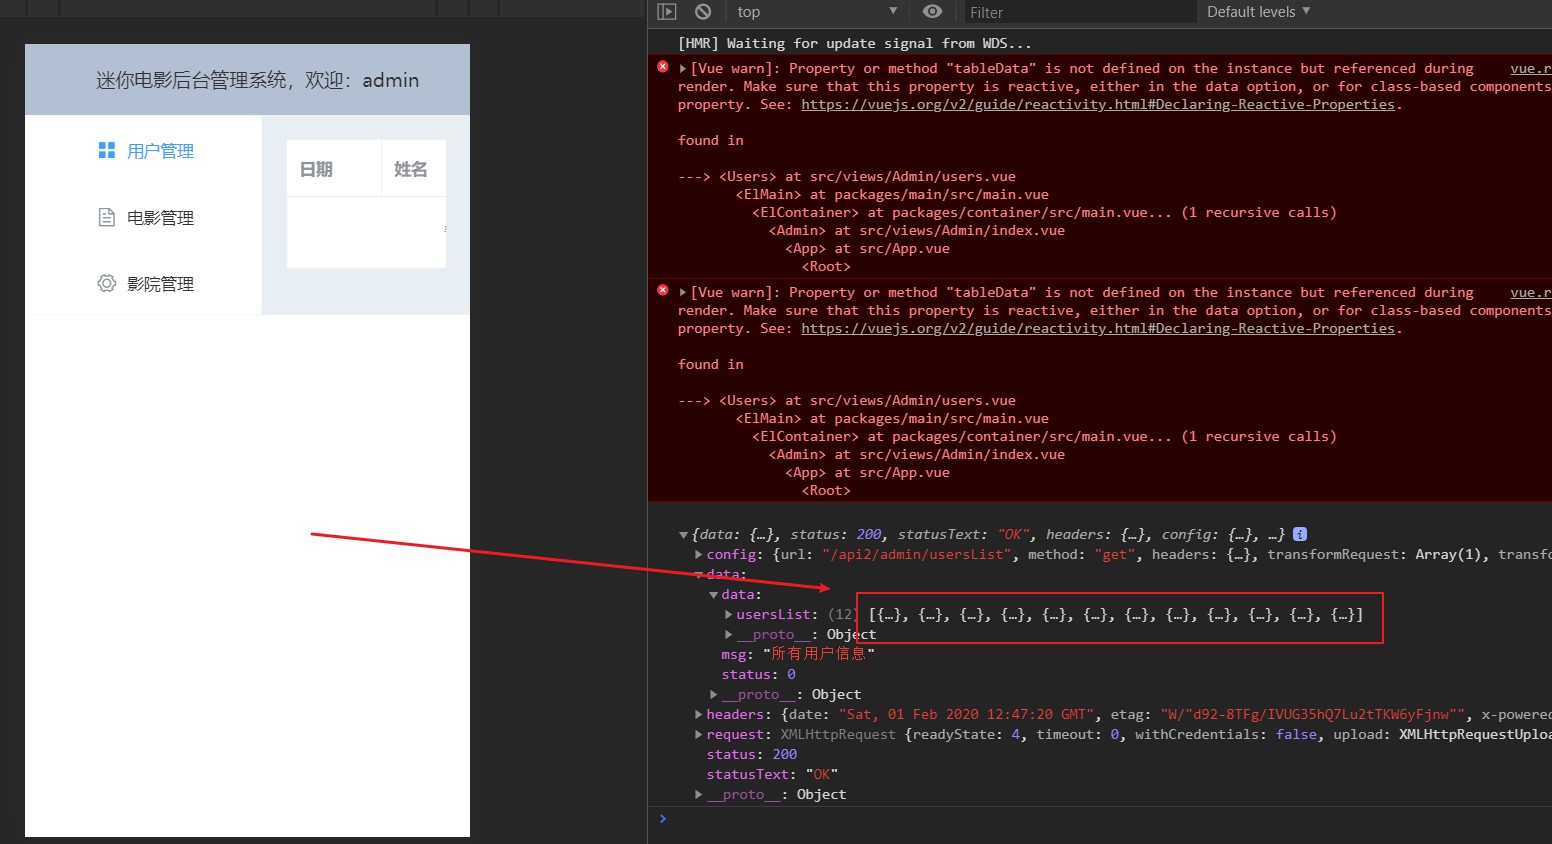 top
Filter
Default levels
迷你电影后台管理系统，欢迎：admin
用户管理
电影管理
影院管理
日期
姓名
[HMR] Waiting for update signal from WDS...
[Vue warn]: Property or method "tableData" is not defined on the instance but referenced during
vue.r
render. Make sure that this property is reactive, either in the data option, or for class-based components
property. See: https://vuejs.org/v2/guide/reactivity.html#Declaring-Reactive-Properties.
found in
---> <Users> at src/views/Admin/users.vue
<ElMain> at packages/main/src/main.vue
<ElContainer> at packages/container/src/main.vue... (1 recursive calls)
<Admin> at src/views/Admin/index.vue
<App> at src/App.vue
<Root>
[Vue warn]: Property or method "tableData" is not defined on the instance but referenced during
vue.r
render. Make sure that this property is reactive, either in the data option, or for class-based components
property. See: https://vuejs.org/v2/guide/reactivity.html#Declaring-Reactive-Properties.
found in
---> <Users> at src/views/Admin/users.vue
<ElMain> at packages/main/src/main.vue
<ElContainer> at packages/container/src/main.vue... (1 recursive calls)
<Admin> at src/views/Admin/index.vue
<App> at src/App.vue
<Root>
{data: {…}, status: 200, statusText: "OK", headers: {…}, config: {…}, …}
config: {url: "/api2/admin/usersList", method: "get", headers: {…}, transformRequest: Array(1), transfo
data:
data:
usersList: (12) [{…}, {…}, {…}, {…}, {…}, {…}, {…}, {…}, {…}, {…}, {…}, {…}]
__proto__: Object
msg: "所有用户信息"
status: 0
__proto__: Object
headers: {date: "Sat, 01 Feb 2020 12:47:20 GMT", etag: "W/"d92-8TFg/IVUG35hQ7Lu2tTKW6yFjnw"", x-powered
request: XMLHttpRequest {readyState: 4, timeout: 0, withCredentials: false, upload: XMLHttpRequestUploa
status: 200
statusText: "OK"
__proto__: Object